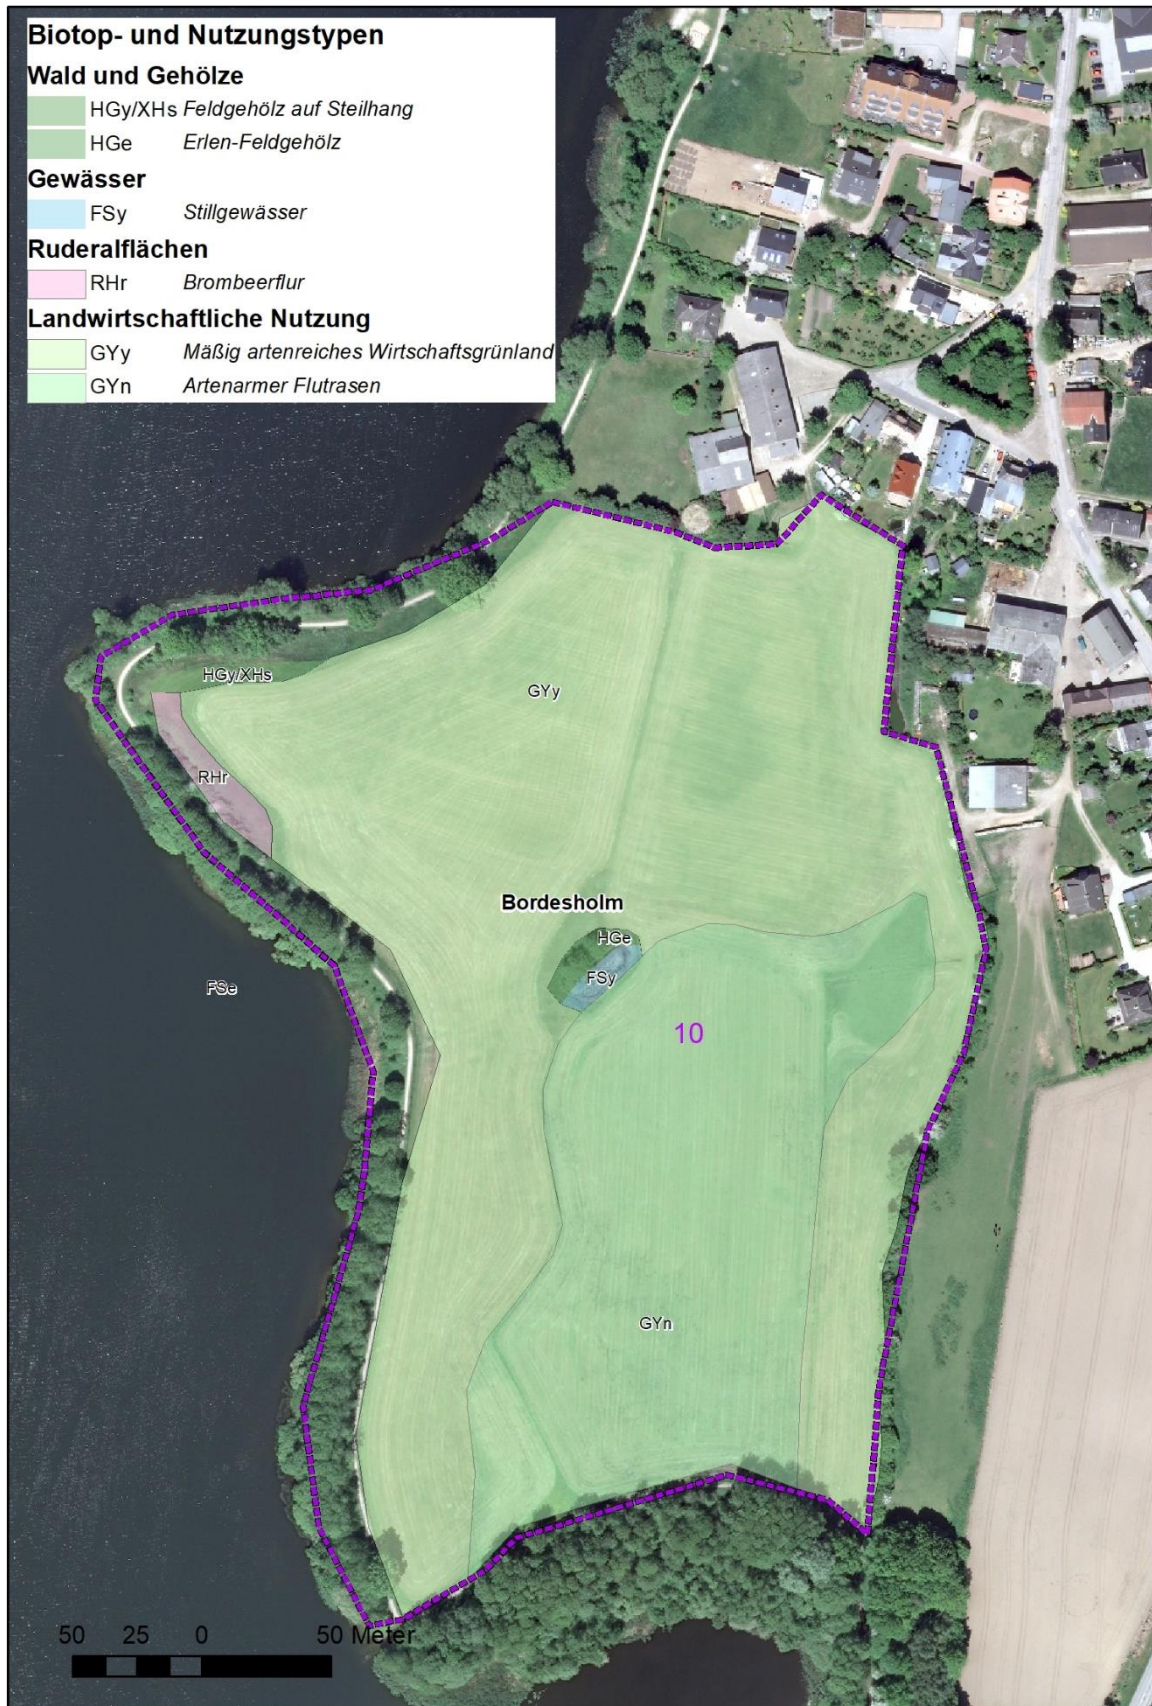 Biotop- und Nutzungstypen
Wald und Gehölze
HGy/XHs Feldgehölz auf Steilhang
HGe Erlen-Feldgehölz
Gewässer
FSy Stillgewässer
Ruderalflächen
RHr Brombeerflur
Landwirtschaftliche Nutzung
GYy Mäßig artenreiches Wirtschaftsgrünland
GYn Artenarmer Flutrasen
HGy/XHs
GYy
RHr
Bordesholm
HGe
FSy
FSe
10
GYn
50 25 0 50 Meter